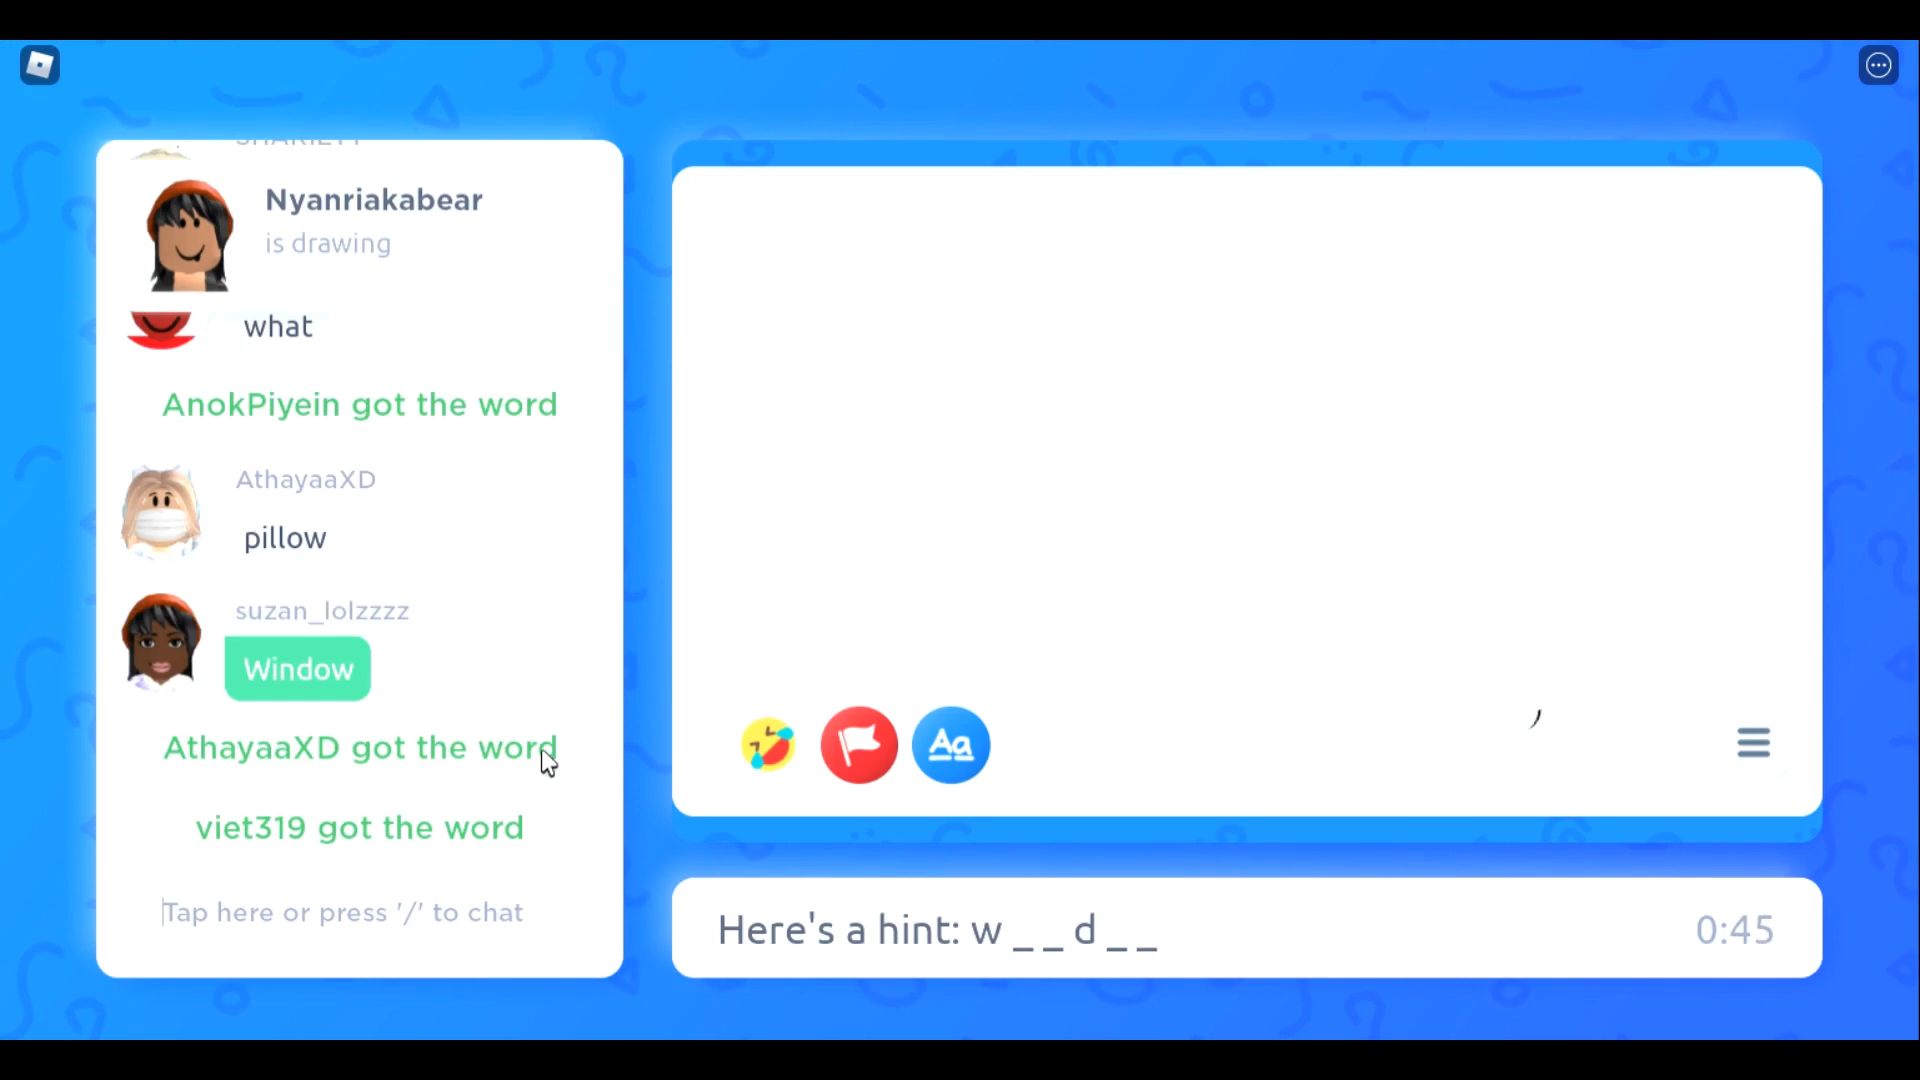 Nyanriakabear
is drawing
what
AnokPiyein got the word
AthayaaXD
pillow
suzan_lolzzzz
Window
AthayaaXD got the word
viet319 got the word
Tap here or press '/' to chat
Aa
Here's a hint: w _ _ d _ _
0:45